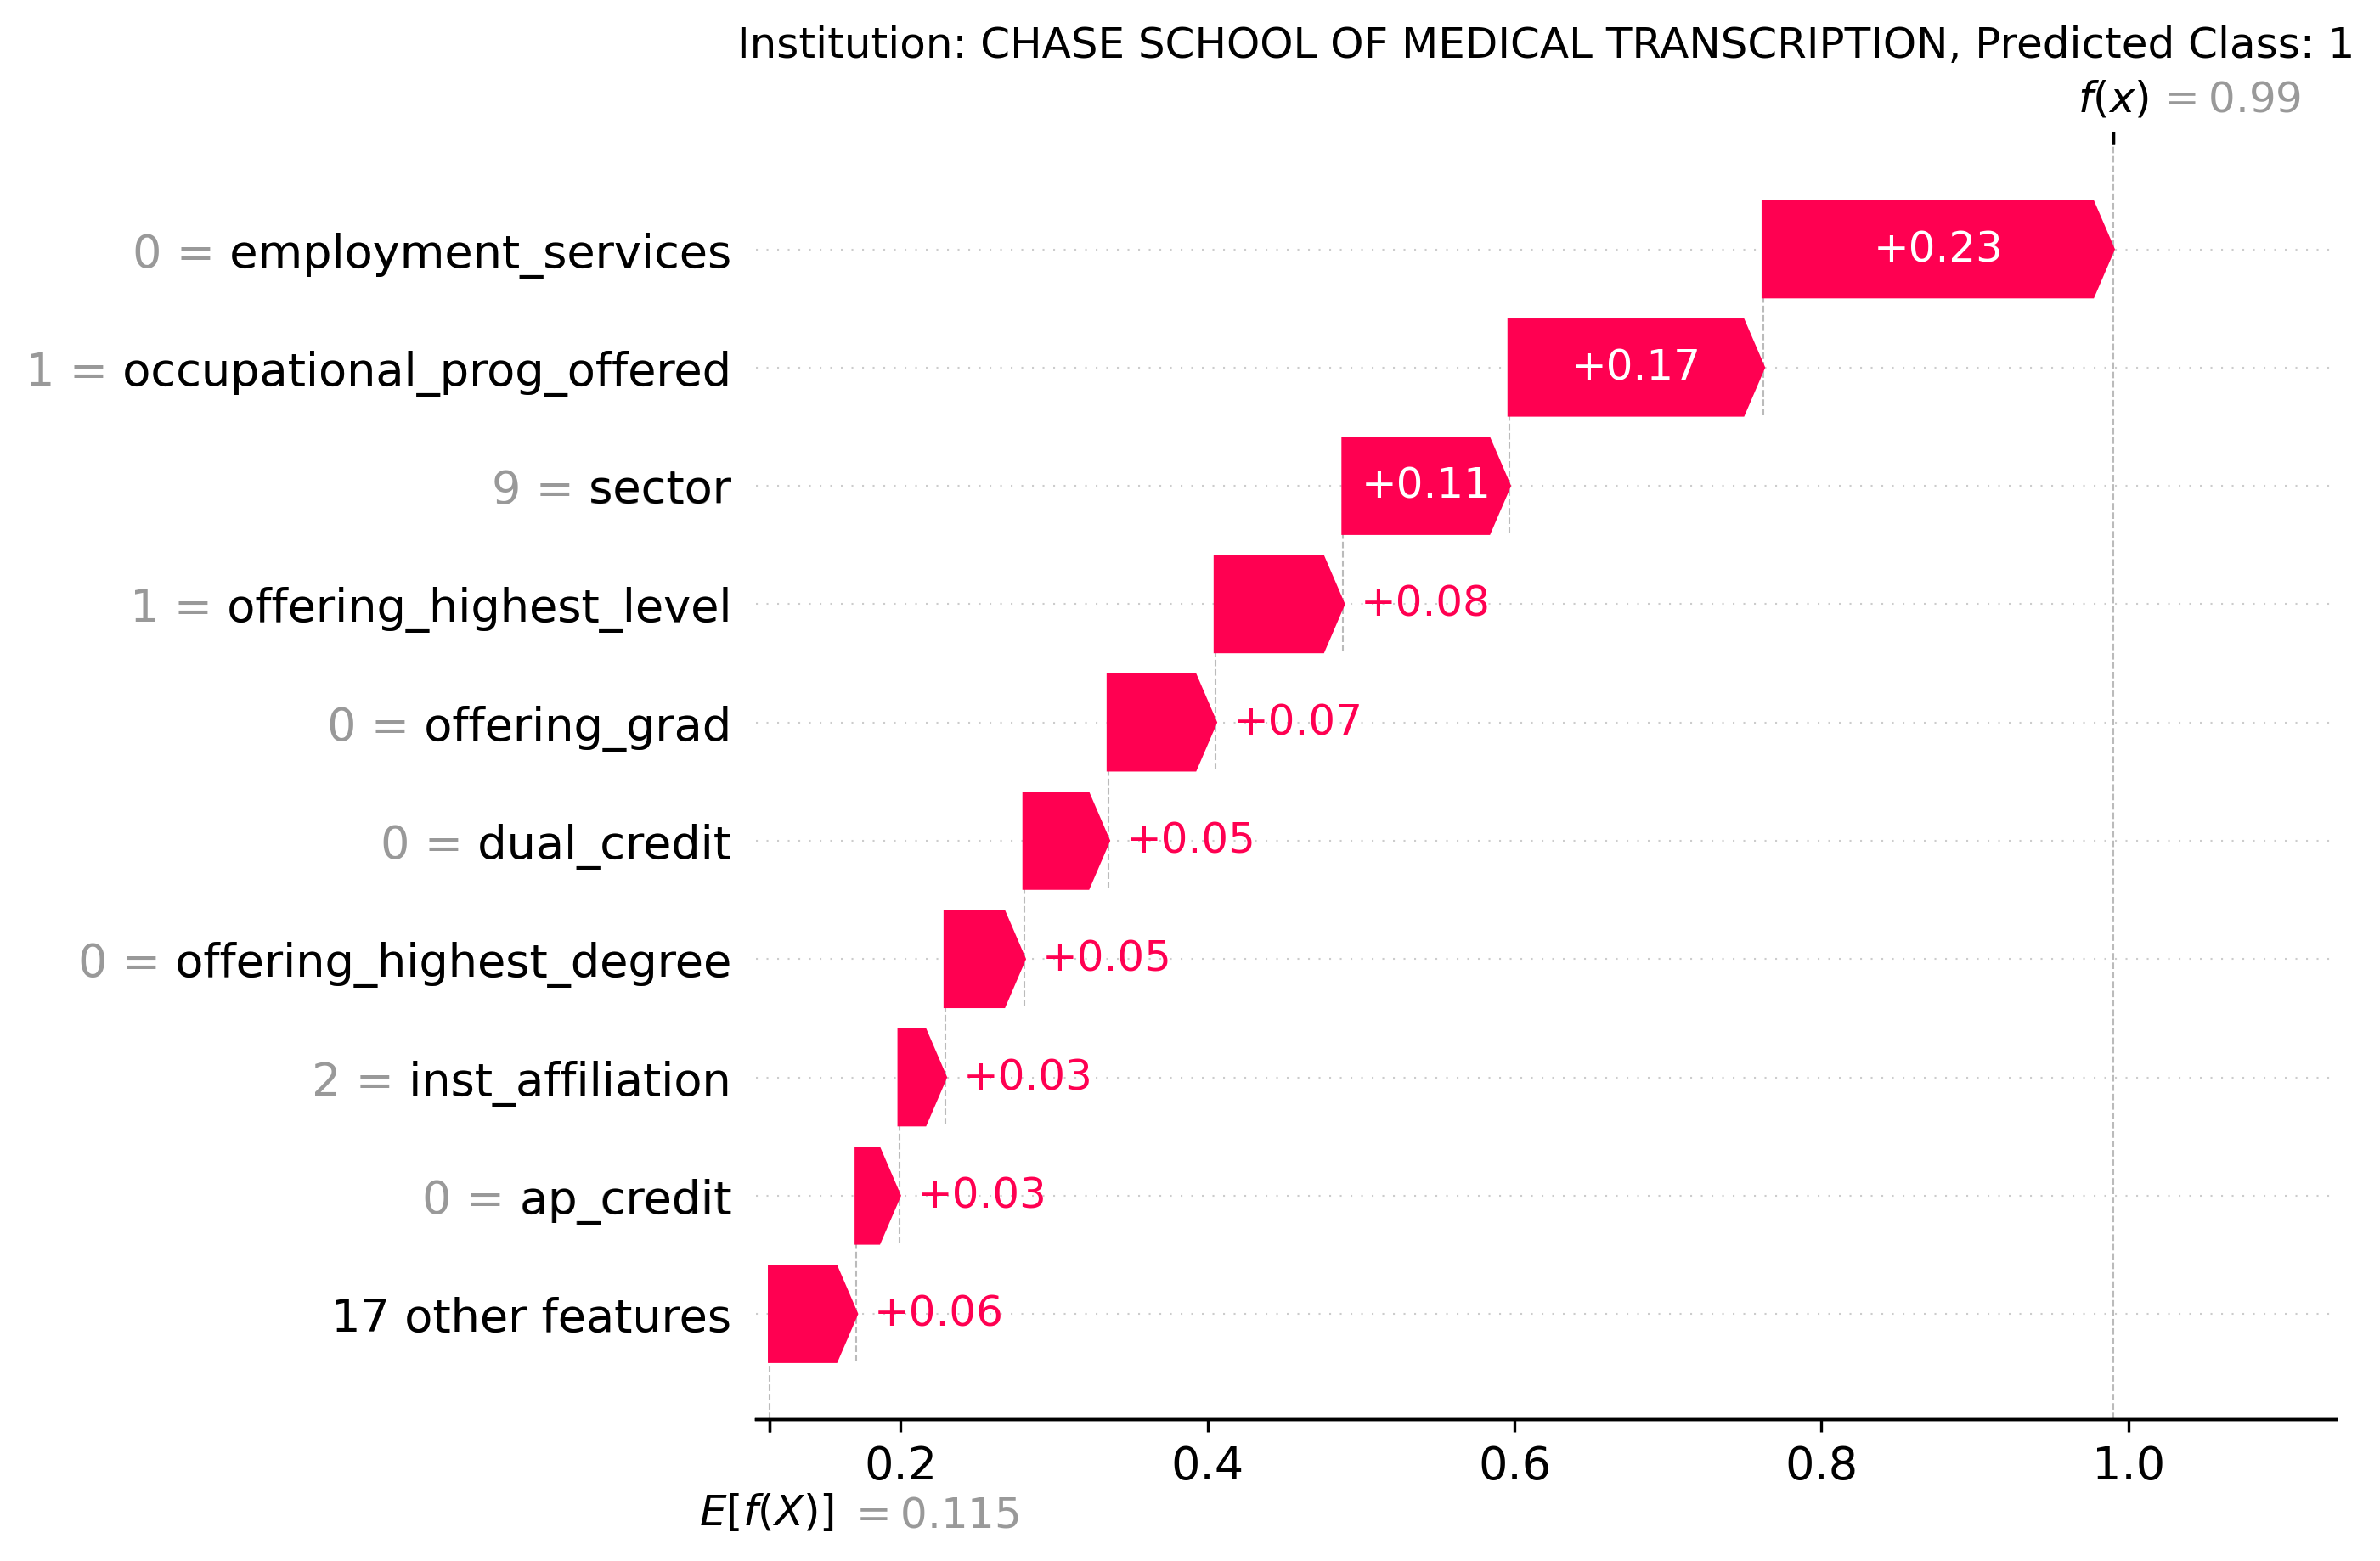 Institution: CHASE SCHOOL OF MEDICAL TRANSCRIPTION, Predicted Class: 1
f(x) = 0.99
0 = employment_services +0.23
1 = occupational_prog_offered +0.17
9 = sector +0.11
1 = offering_highest_level +0.08
0 = offering_grad +0.07
0 = dual_credit +0.05
0 = offering_highest_degree +0.05
2 = inst_affiliation +0.03
0 = ap_credit +0.03
17 other features +0.06
0.2 0.4 0.6 0.8 1.0
E[f(X)] = 0.115